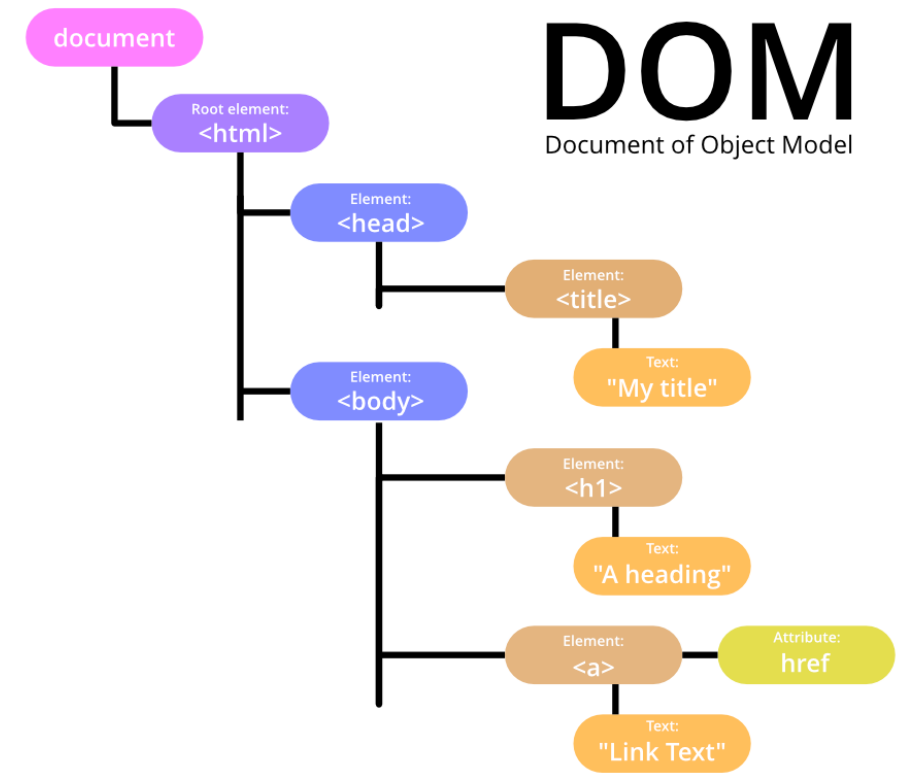 document
DOM
Document of Object Model
Root element:
<html>
Element:
<head>
Element:
<title>
Text:
"My title"
Element:
<body>
Element:
<h1>
Text:
"A heading"
Element:
<a>
Attribute:
href
Text:
"Link Text"